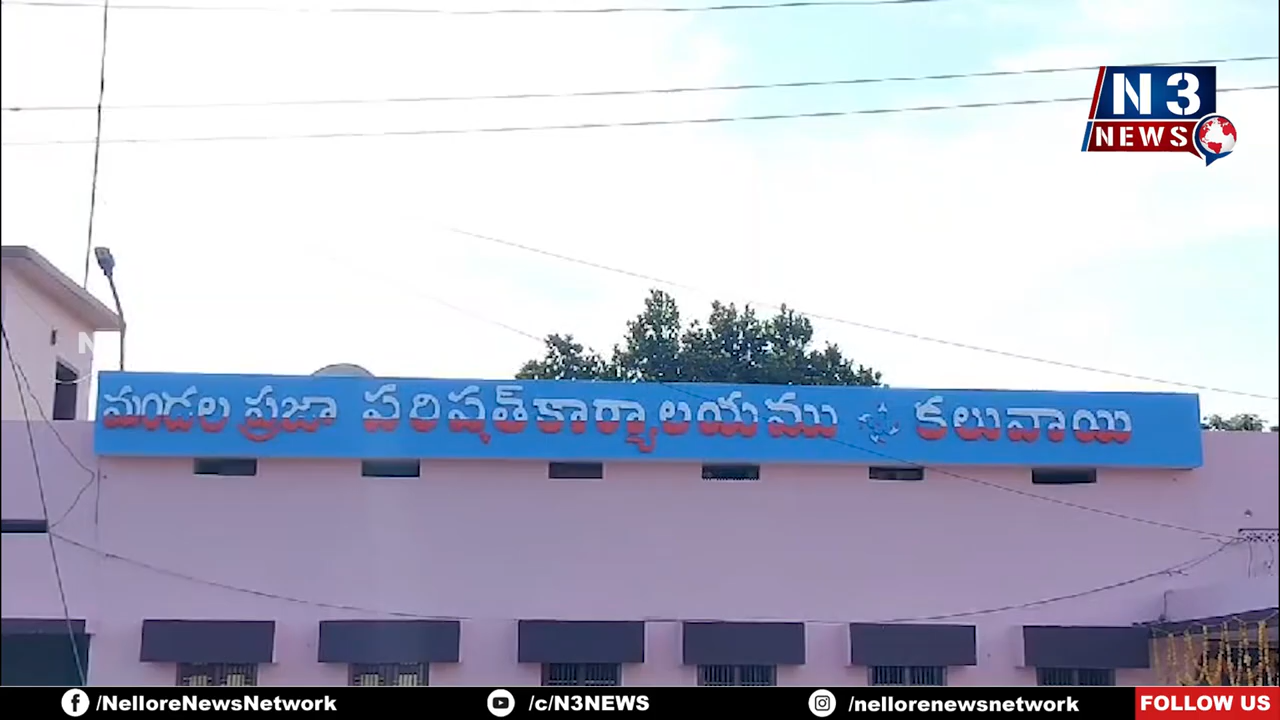 N3
NEWS
మండల ప్రజా పరిషత్ కార్యాలయము కలువాయి
/NelloreNewsNetwork
/c/N3NEWS
/nellorenewsnetwork
FOLLOW US